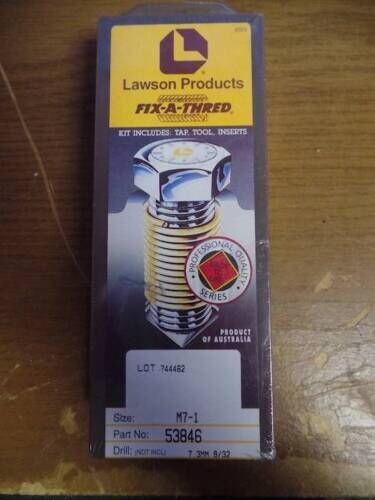 Lawson Products
FIX-A-THRED®
KIT INCLUDES: TAP, TOOL, INSERTS
PROFESSIONAL QUALITY
SERIES
PRODUCT
OF AUSTRALIA
LOT 744482
Size: M7-1
Part No: 53846
Drill: (NOT INCL) 7.3MM 9/32